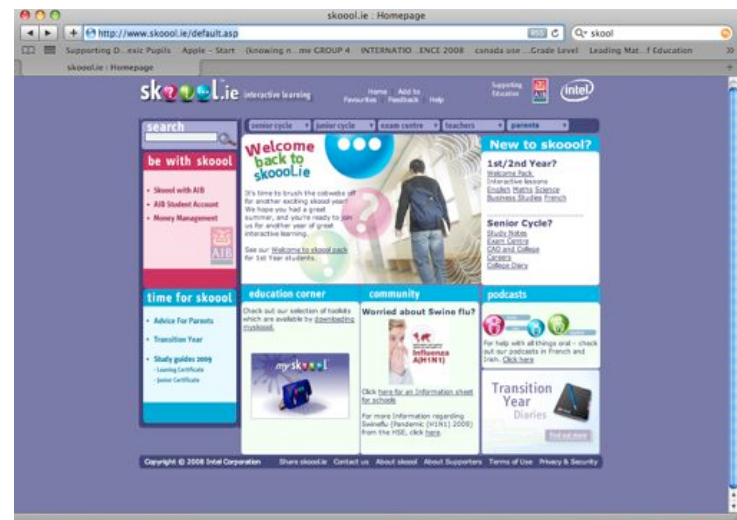 skoool.ie : Homepage
http://www.skoool.ie/default.asp
RSS
skool
Supporting D...exic Pupils
Apple - Start
(knowing n...me GROUP 4
INTERNATIO...ENCE 2008
canada use ...Grade Level
Leading Mat...f Education
skoool.ie : Homepage
skoool.ie interactive learning
Home Add to
Favourites Feedback Help
Supporting
Education
AIB
intel
search
senior cycle
junior cycle
exam centre
teachers
parents
be with skoool
Skoool with AIB
AIB Student Account
Money Management
AIB
Welcome
back to
skoool.ie
It's time to brush the cobwebs off
for another exciting skoool year!
We hope you had a great
summer, and you're ready to join
us for another year of great
interactive learning.
See our Welcome to skoool pack
for 1st Year students.
New to skoool?
1st/2nd Year?
Welcome Pack.
Interactive lessons
English Maths Science
Business Studies French
Senior Cycle?
Study Notes
Exam Centre
CAO and College
Careers
College Diary
time for skoool
Advice For Parents
Transition Year
Study guides 2009
- Leaving Certificate
- Junior Certificate
education corner
Check out our selection of toolkits
which are available by downloading
myskoool.
my skoool
community
Worried about Swine flu?
Influenza
A(H1N1)
Click here for an Information sheet
for schools
For more Information regarding
Swineflu (Pandemic (H1N1) 2009)
from the HSE, click here.
podcasts
For help with all things oral - check
out our podcasts in French and
Irish. Click here
Transition
Year
Diaries
Find out more
Copyright © 2008 Intel Corporation
Share skoool.ie
Contact us
About skoool
About Supporters
Terms of Use
Privacy & Security